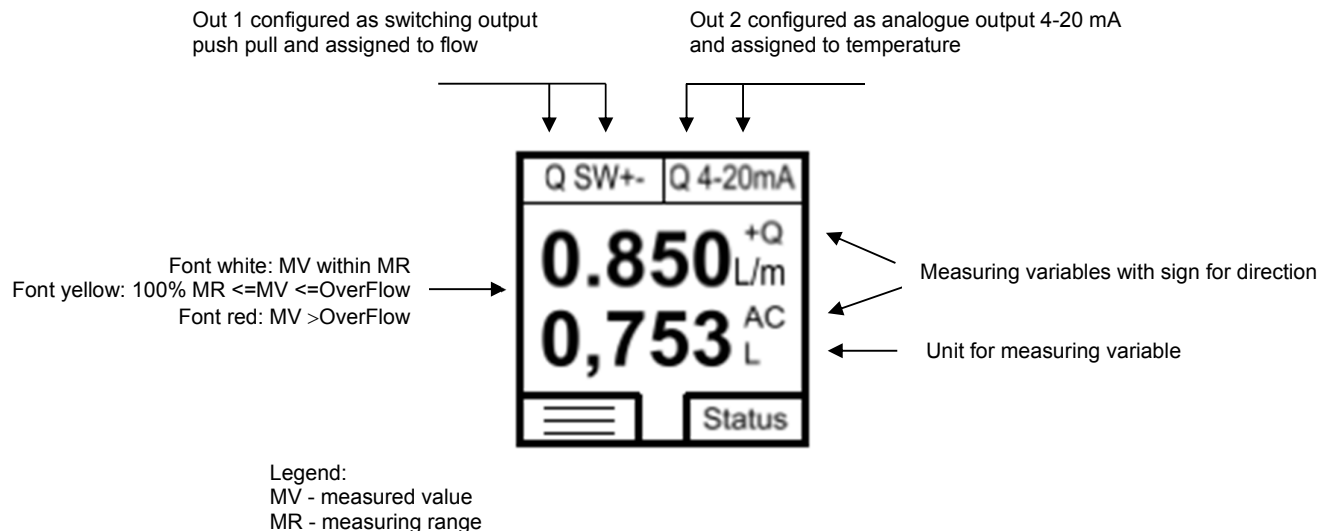 Out 1 configured as switching output
push pull and assigned to flow
Out 2 configured as analogue output 4-20 mA
and assigned to temperature
Q SW+-
Q 4-20mA
0.850 +Q
L/m
0,753 AC
L
Status
Font white: MV within MR
Font yellow: 100% MR <=MV <=OverFlow
Font red: MV >OverFlow
Measuring variables with sign for direction
Unit for measuring variable
Legend:
MV - measured value
MR - measuring range